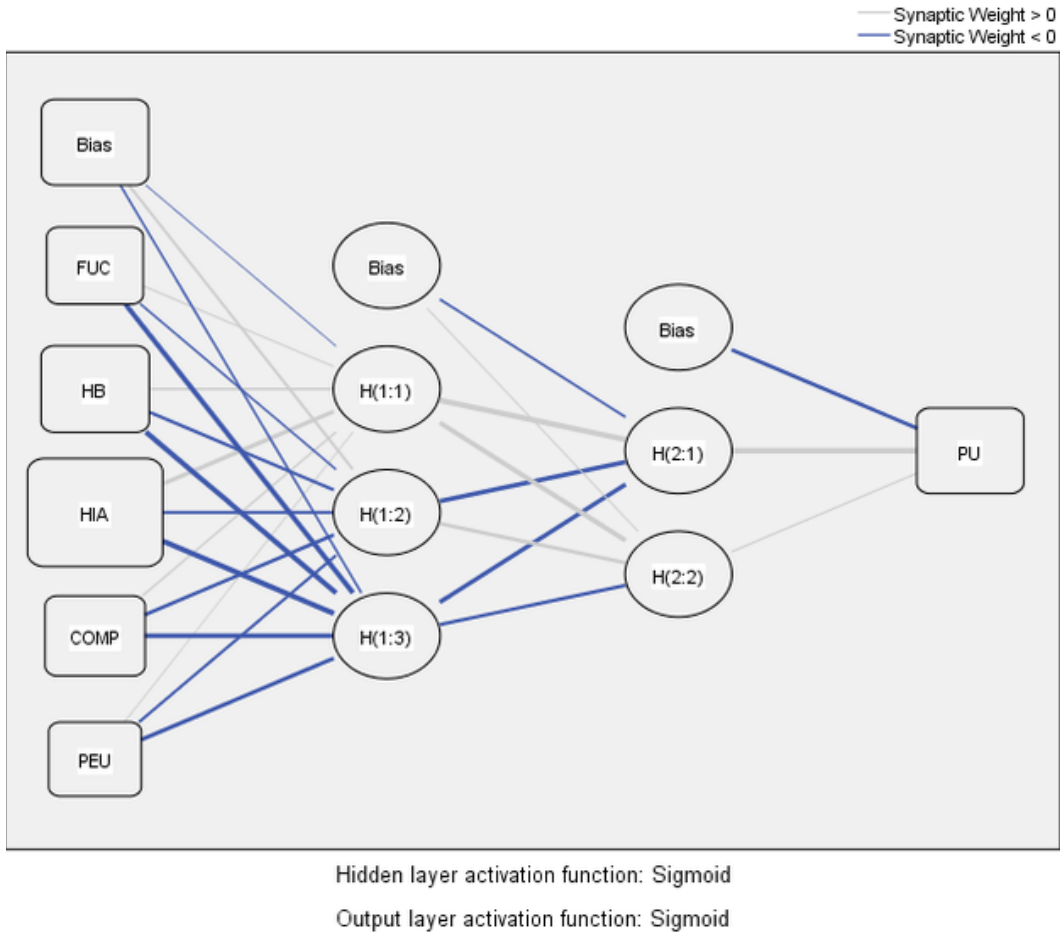 Synaptic Weight > 0
Synaptic Weight < 0
Bias
FUC
HB
HIA
COMP
PEU
Bias
H(1:1)
H(1:2)
H(1:3)
Bias
H(2:1)
H(2:2)
PU
Hidden layer activation function: Sigmoid
Output layer activation function: Sigmoid